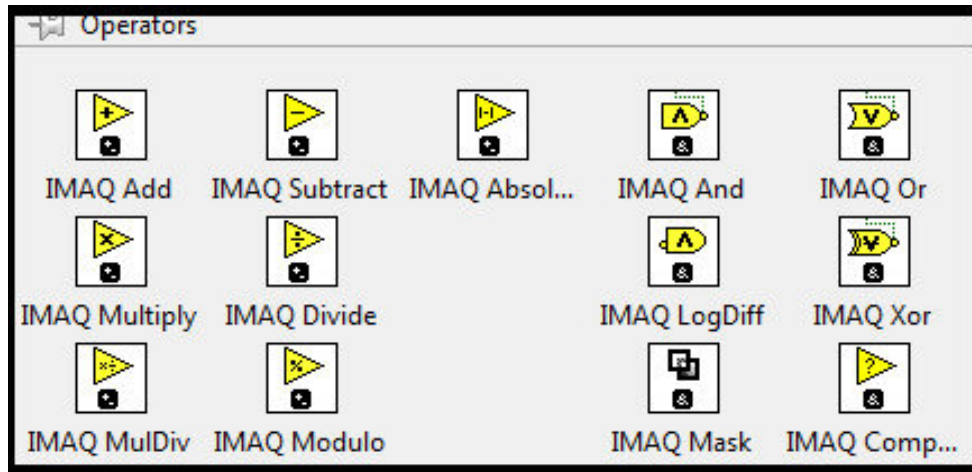 Operators
IMAQ Add IMAQ Subtract IMAQ Absol... IMAQ And IMAQ Or
IMAQ Multiply IMAQ Divide IMAQ LogDiff IMAQ Xor
IMAQ MulDiv IMAQ Modulo IMAQ Mask IMAQ Comp...